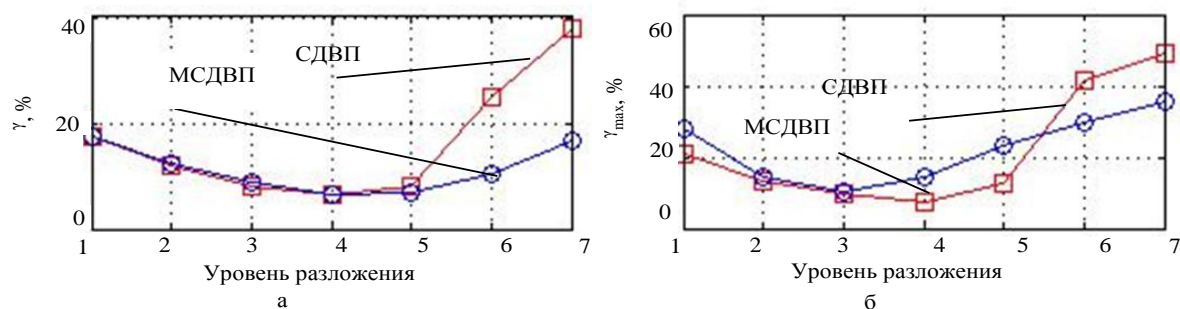 40
20
0
γ, %
СДВП
МСДВП
1 2 3 4 5 6 7
Уровень разложения
а
60
40
20
0
γmax, %
СДВП
МСДВП
1 2 3 4 5 6 7
Уровень разложения
б